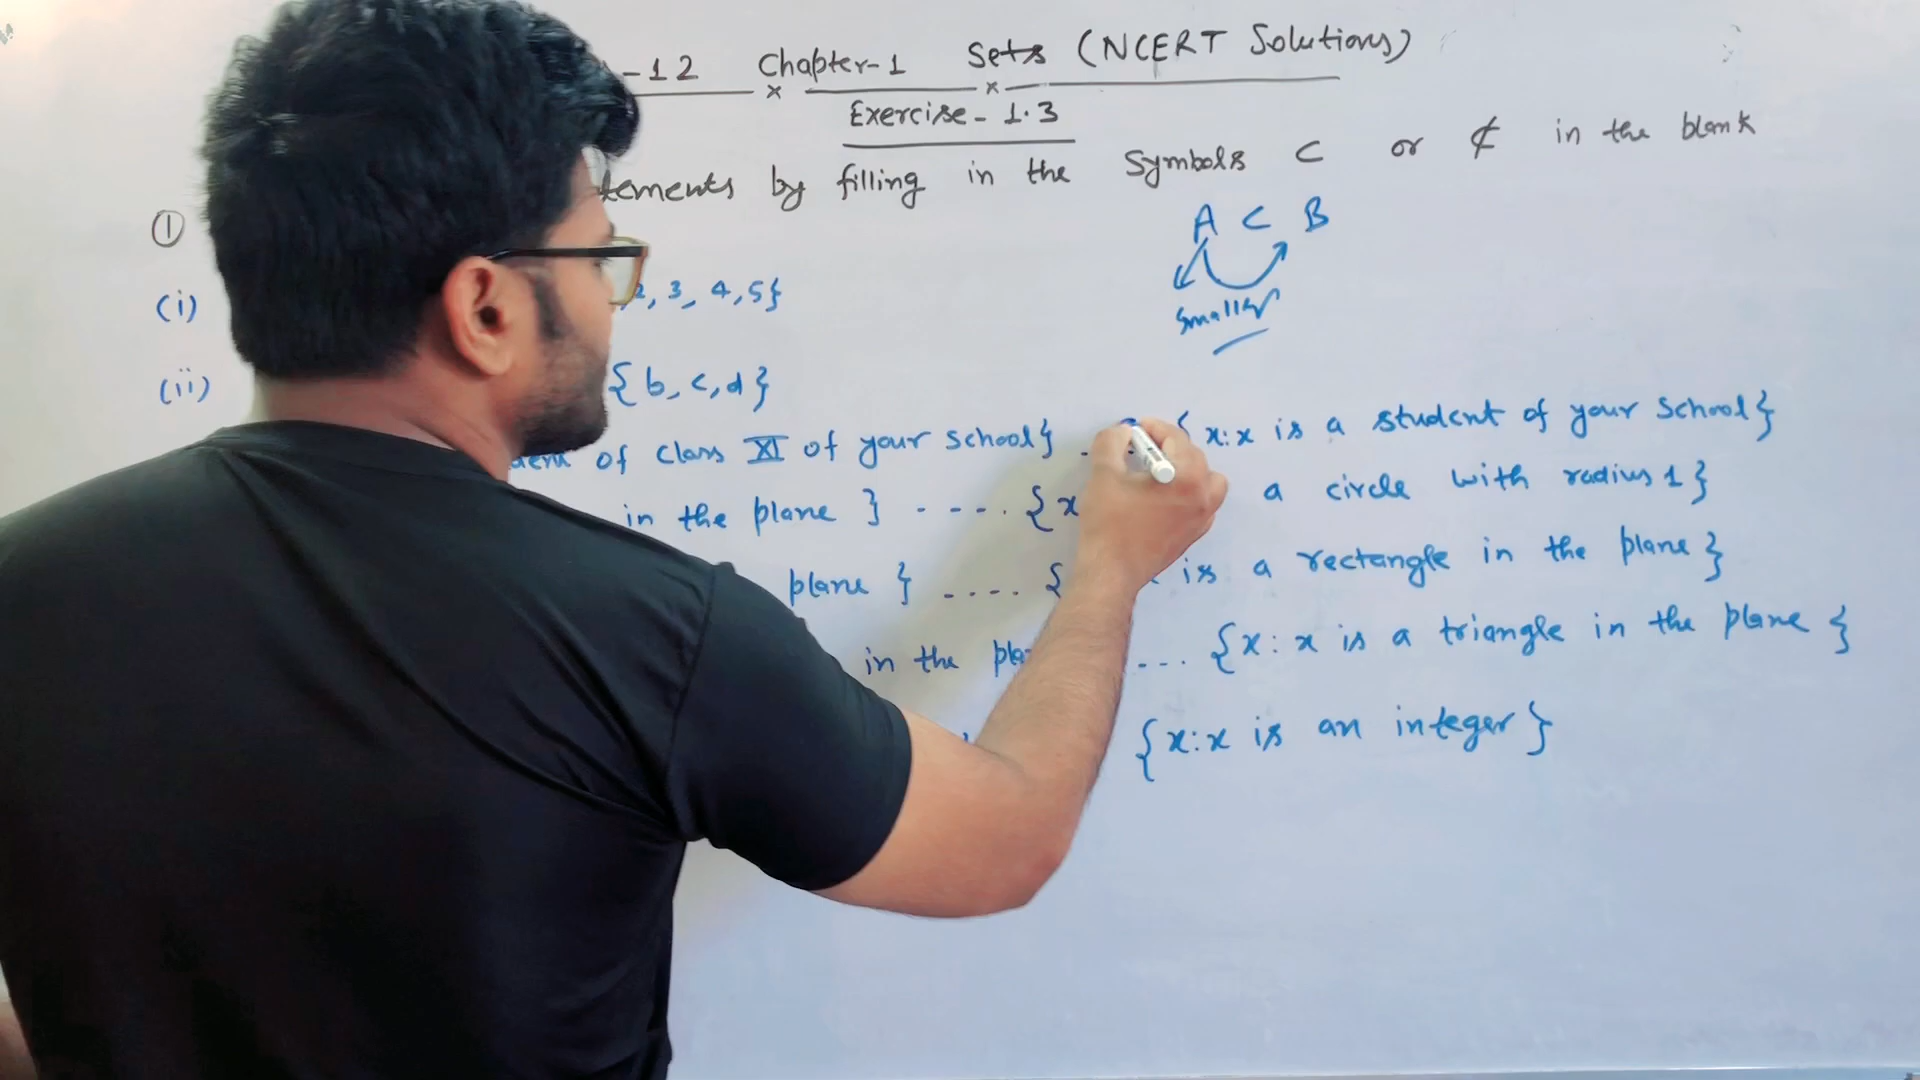 -12 Chapter-1 Sets (NCERT Solutions)
Exercise - 1.3
① by filling in the Symbols ⊂ or ⊄ in the blank
A ⊂ B
Smaller
(i) 2, 3, 4, 5}
(ii) {b, c, d}
of class XI of your school} {x:x is a student of your School}
in the plane } ..... {x a circle with radius 1}
plane } .... { is a rectangle in the plane}
in the ... {x: x is a triangle in the plane {
{x:x is an integer}